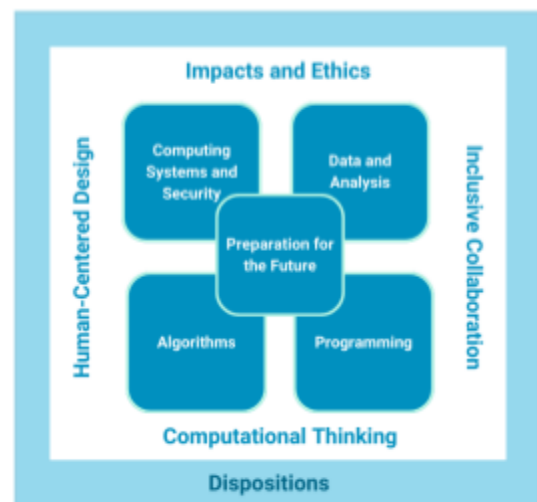 Impacts and Ethics
Human-Centered Design
Computing
Systems and
Security
Data and
Analysis
Inclusive Collaboration
Preparation for
the Future
Algorithms
Programming
Computational Thinking
Dispositions